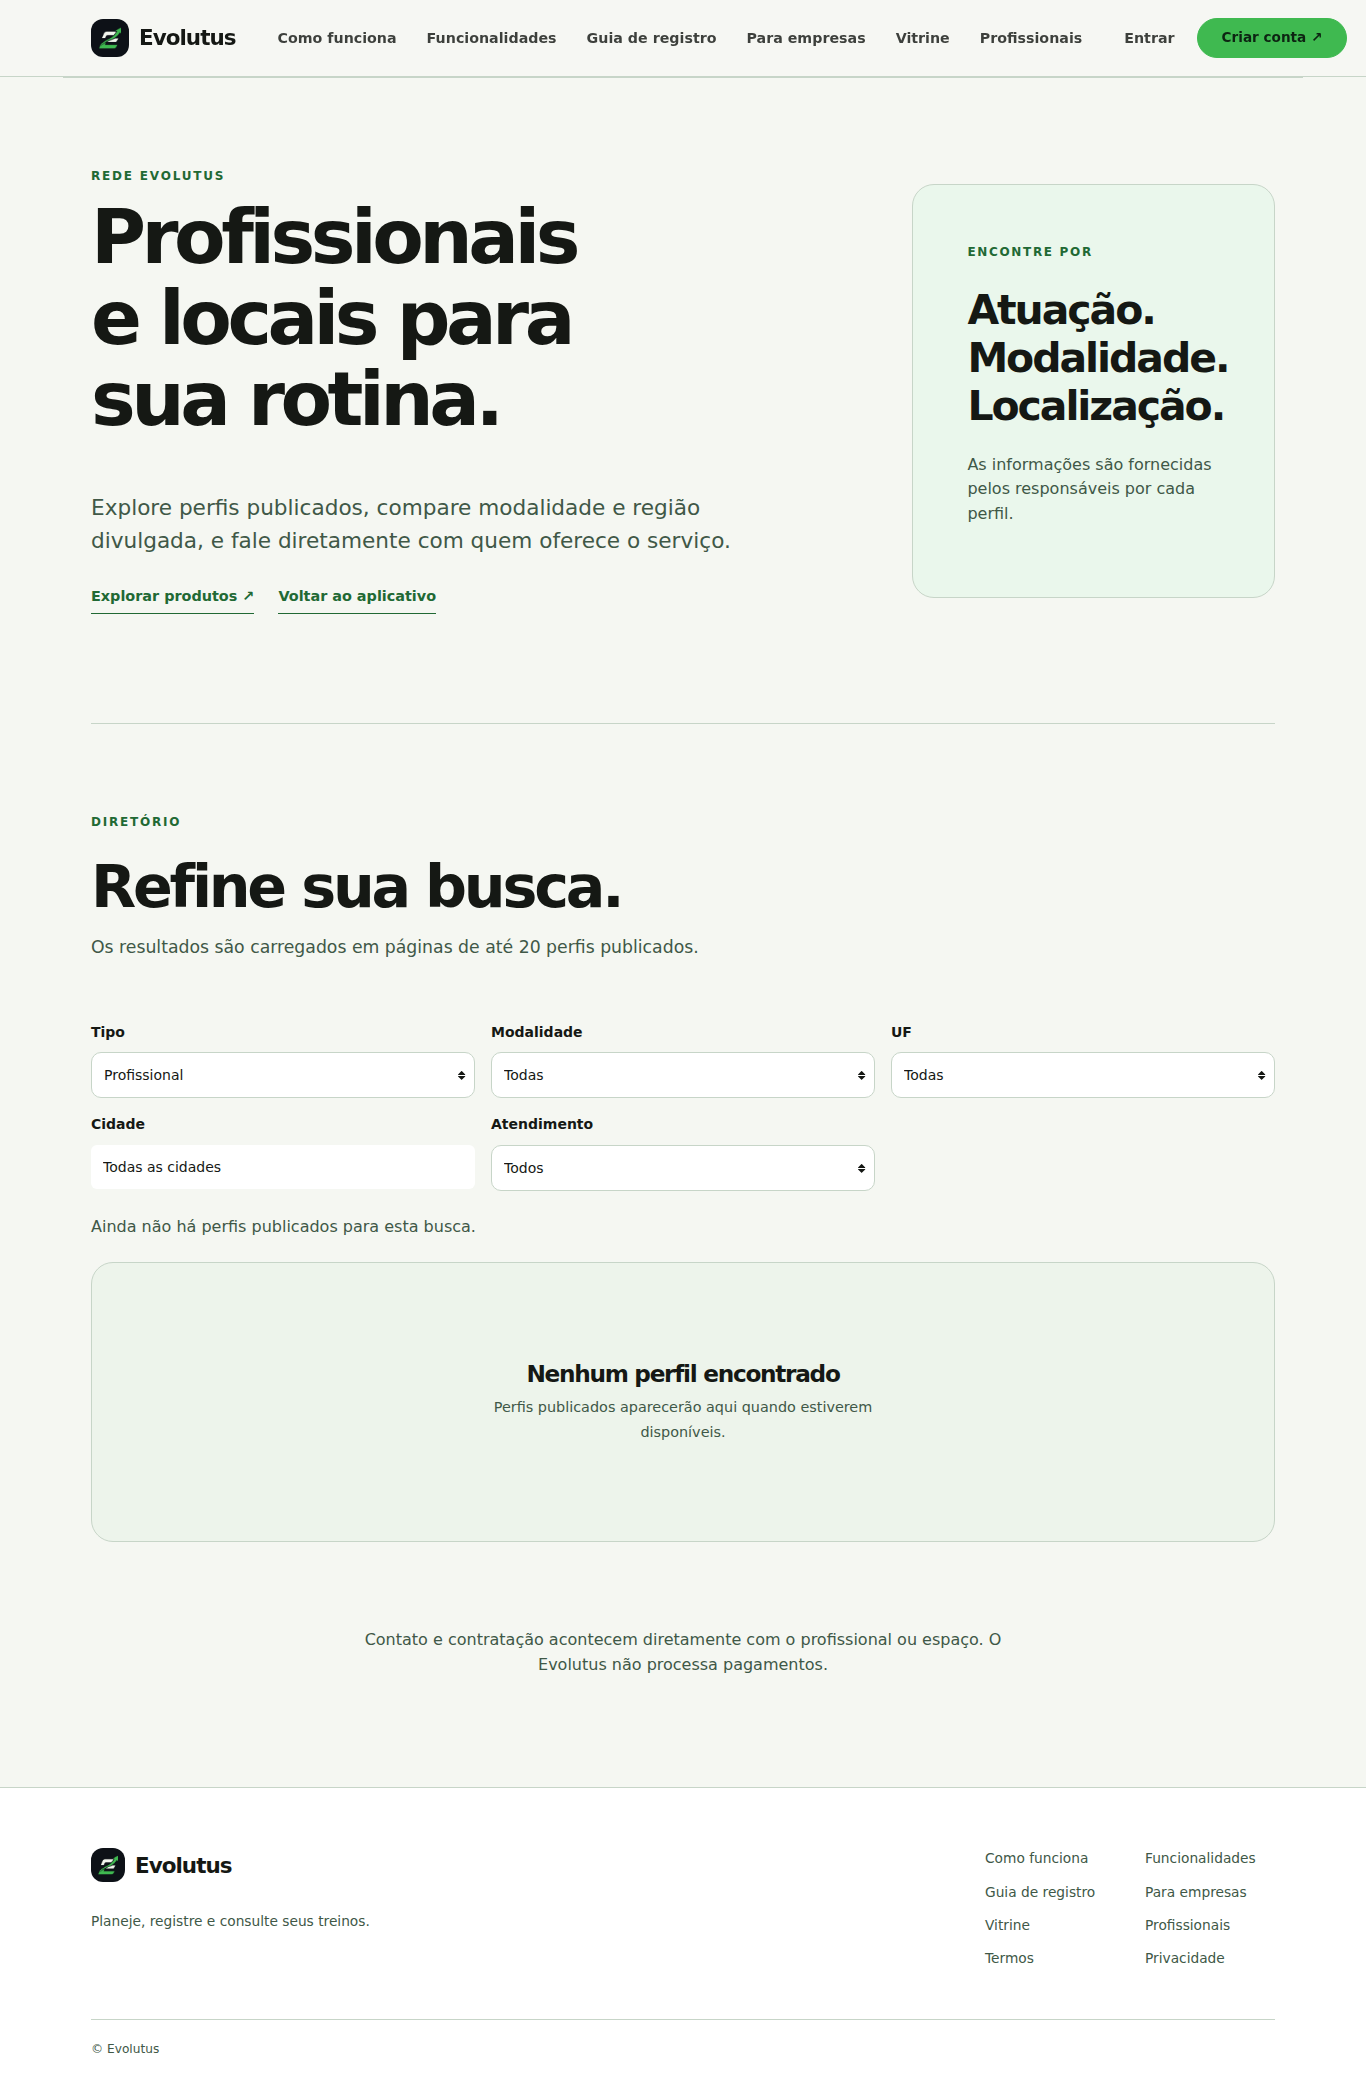 Evolutus
Como funciona
Funcionalidades
Guia de registro
Para empresas
Vitrine
Profissionais
Entrar
Criar conta ↗
REDE EVOLUTUS
Profissionais
e locais para
sua rotina.
Explore perfis publicados, compare modalidade e região
divulgada, e fale diretamente com quem oferece o serviço.
Explorar produtos ↗
Voltar ao aplicativo
ENCONTRE POR
Atuação.
Modalidade.
Localização.
As informações são fornecidas
pelos responsáveis por cada
perfil.
DIRETÓRIO
Refine sua busca.
Os resultados são carregados em páginas de até 20 perfis publicados.
Tipo
Profissional
Modalidade
Todas
UF
Todas
Cidade
Todas as cidades
Atendimento
Todos
Ainda não há perfis publicados para esta busca.
Nenhum perfil encontrado
Perfis publicados aparecerão aqui quando estiverem
disponíveis.
Contato e contratação acontecem diretamente com o profissional ou espaço. O
Evolutus não processa pagamentos.
Evolutus
Planeje, registre e consulte seus treinos.
Como funciona
Funcionalidades
Guia de registro
Para empresas
Vitrine
Profissionais
Termos
Privacidade
© Evolutus